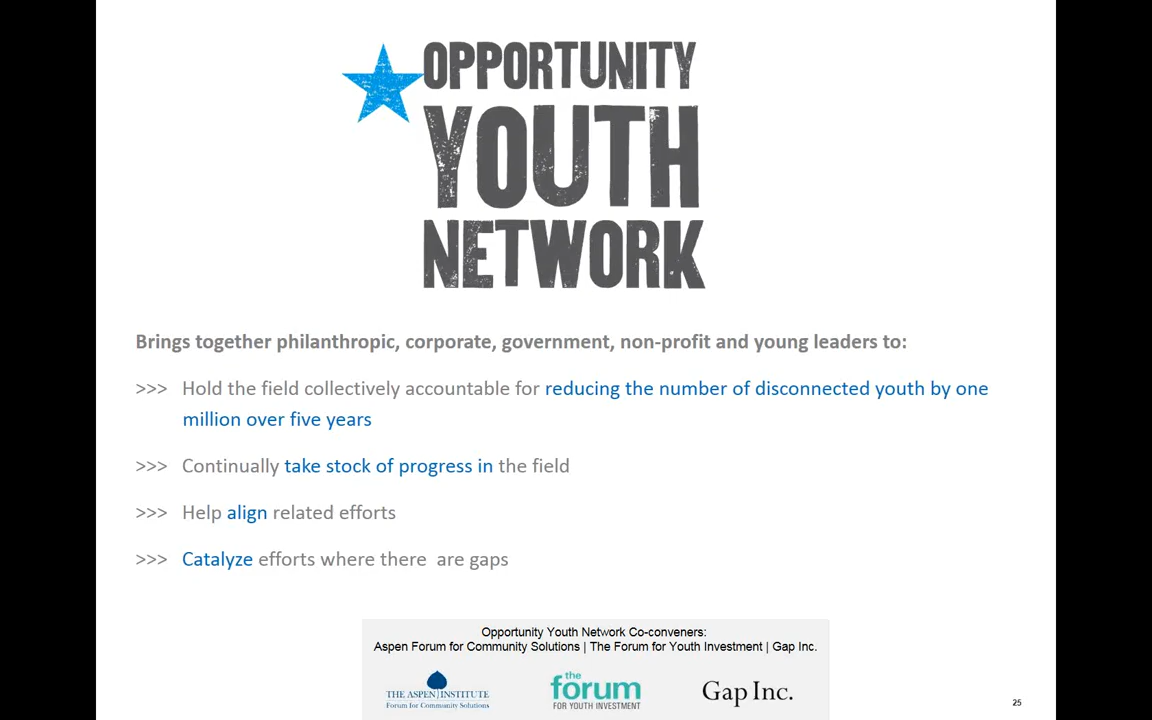 OPPORTUNITY
YOUTH
NETWORK
Brings together philanthropic, corporate, government, non-profit and young leaders to:
>>> Hold the field collectively accountable for reducing the number of disconnected youth by one
million over five years
>>> Continually take stock of progress in the field
>>> Help align related efforts
>>> Catalyze efforts where there  are gaps
Opportunity Youth Network Co-conveners:
Aspen Forum for Community Solutions | The Forum for Youth Investment | Gap Inc.
THE ASPEN INSTITUTE
Forum for Community Solutions
the
forum
FOR YOUTH INVESTMENT
Gap Inc.
25